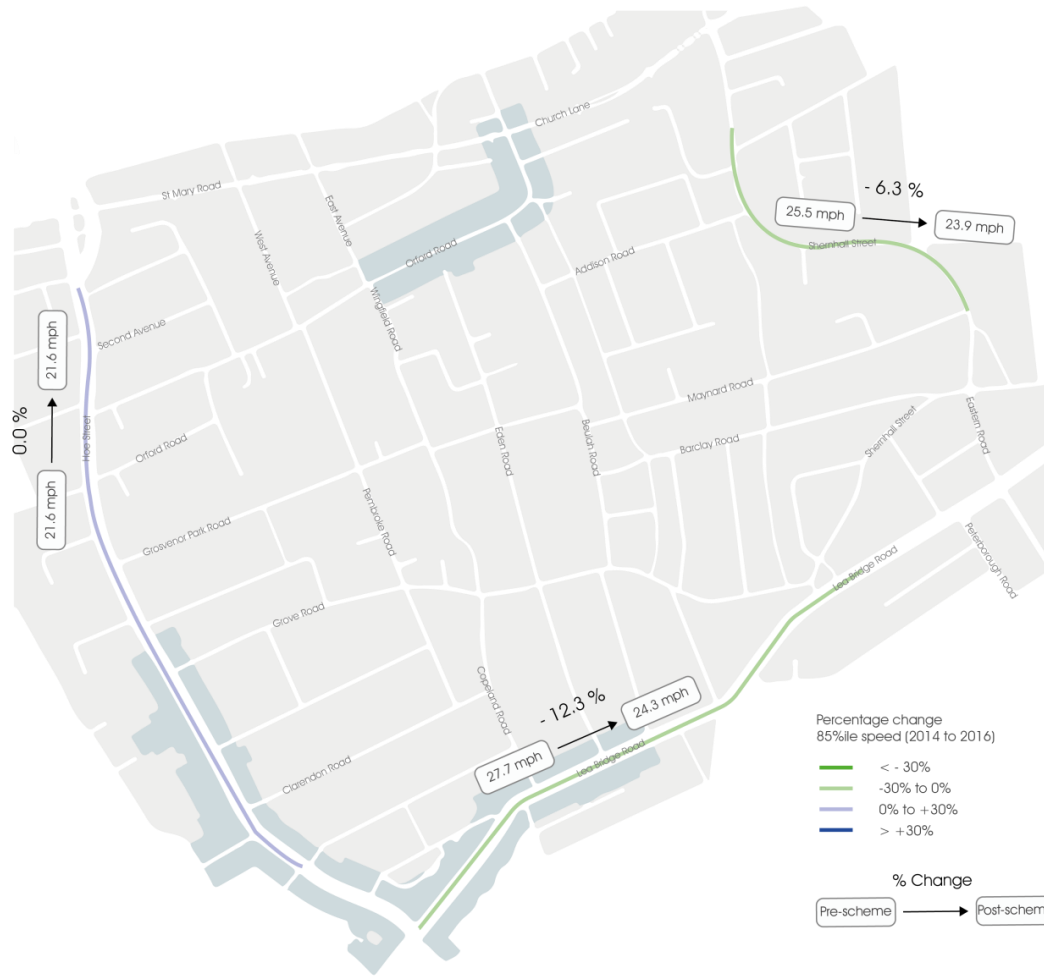 Church Lane
St Mary Road
East Avenue
West Avenue
Orford Road
Wingfield Road
Addison Road
- 6.3 %
25.5 mph
23.9 mph
Shernhall Street
Second Avenue
21.6 mph
0.0 %
21.6 mph
Hoe Street
Orford Road
Grosvenor Park Road
Pembroke Road
Eden Road
Beulah Road
Maynard Road
Barclay Road
Shernhall Street
Eastern Road
Peterborough Road
Lea Bridge Road
Grove Road
Copeland Road
Clarendon Road
- 12.3 %
27.7 mph
24.3 mph
Lea Bridge Road
Percentage change
85%ile speed (2014 to 2016)
< - 30%
-30% to 0%
0% to +30%
> +30%
% Change
Pre-scheme
Post-schem